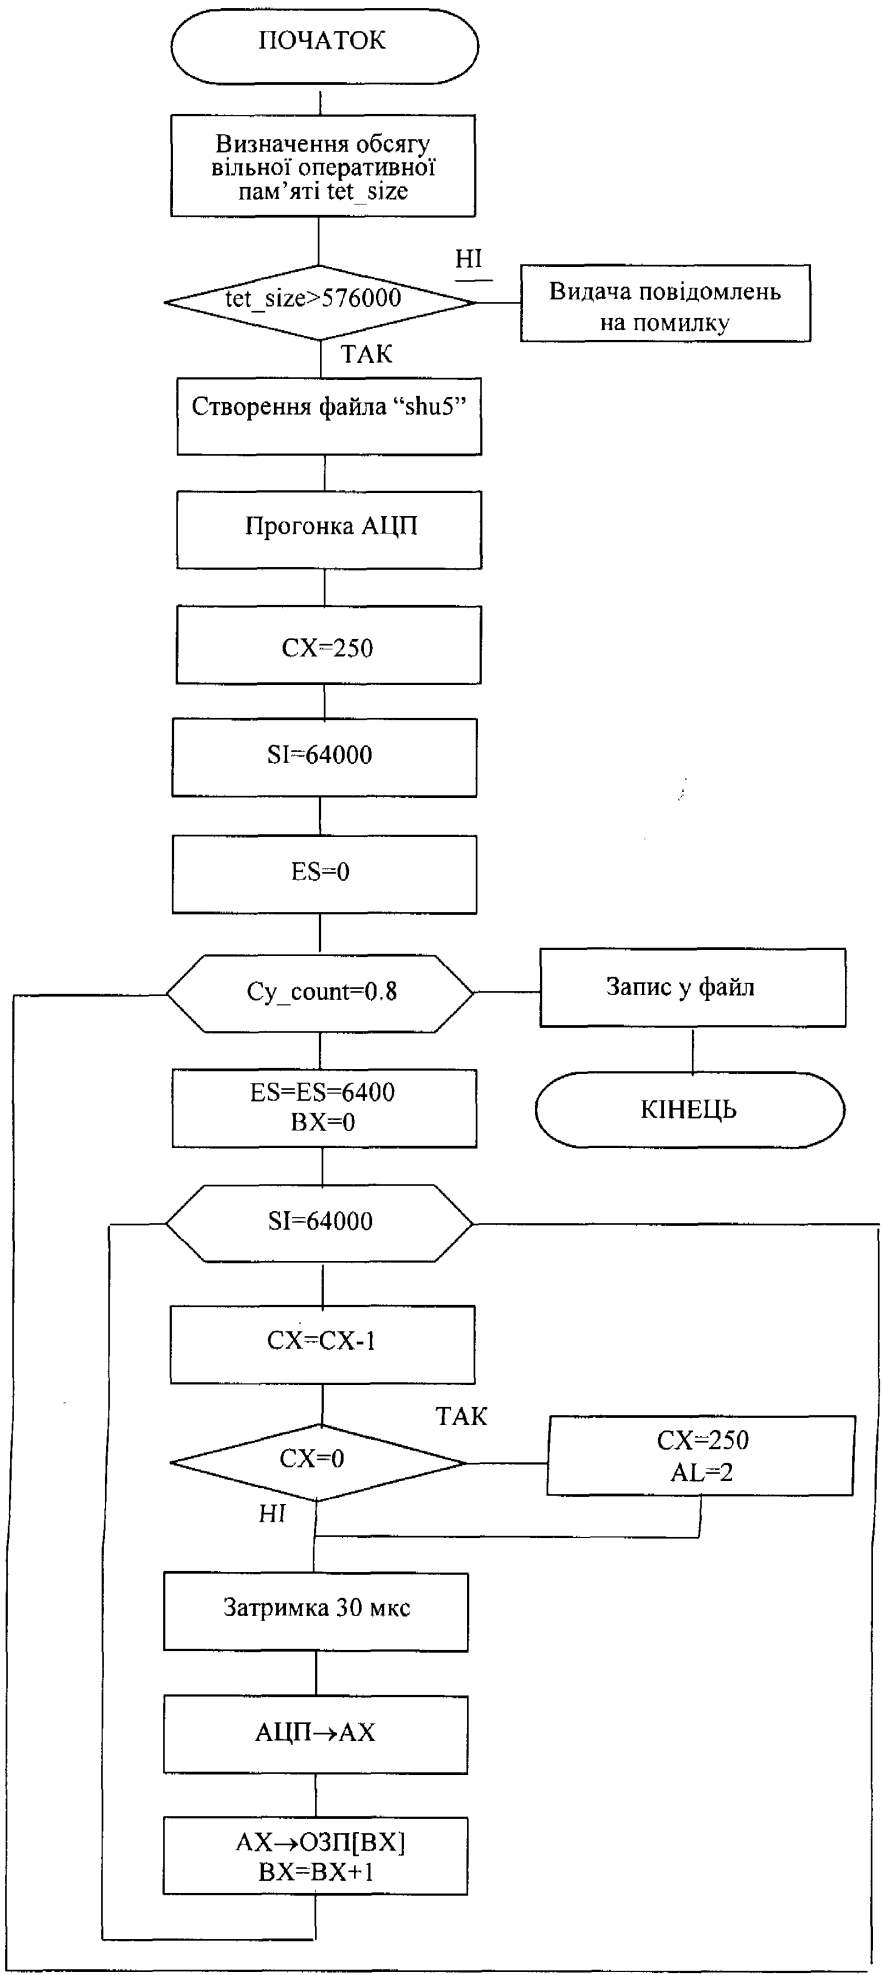 ПОЧАТОК
Визначення обсягу
вільної оперативної
пам’яті tet_size
tet_size>576000
НІ
Видача повідомлень
на помилку
ТАК
Створення файла “shu5”
Прогонка АЦП
CX=250
SI=64000
ES=0
Cy_count=0.8
Запис у файл
ES=ES=6400
BX=0
КІНЕЦЬ
SI=64000
CX=CX-1
ТАК
CX=0
CX=250
AL=2
НІ
Затримка 30 мкс
АЦП→AX
AX→ОЗП[BX]
BX=BX+1